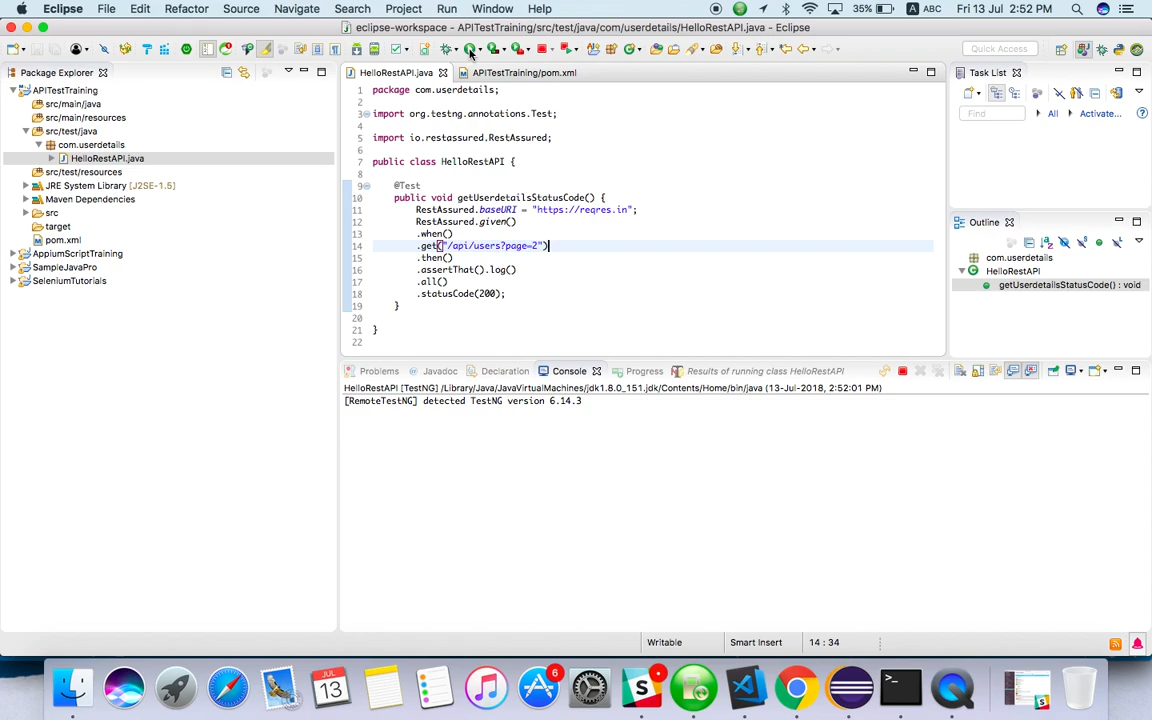 Eclipse File Edit Source Refactor Navigate Search Project Run Window Help 35% A ABC Fri 13 Jul 2:52 PM
eclipse-workspace - APITestTraining/src/test/java/com/userdetails/HelloRestAPI.java - Eclipse
Quick Access
Package Explorer
APITestTraining
src/main/java
src/main/resources
src/test/java
com.userdetails
HelloRestAPI.java
src/test/resources
JRE System Library [J2SE-1.5]
Maven Dependencies
src
target
pom.xml
AppiumScriptTraining
SampleJavaPro
SeleniumTutorials
HelloRestAPI.java APITestTraining/pom.xml
1 package com.userdetails;
2
3 import org.testng.annotations.Test;
4
5 import io.restassured.RestAssured;
6
7 public class HelloRestAPI {
8
9 @Test
10 public void getUserdetailsStatusCode() {
11 RestAssured.baseURI = "https://reqres.in";
12 RestAssured.given()
13 .when()
14 .get("/api/users?page=2")
15 .then()
16 .assertThat().log()
17 .all()
18 .statusCode(200);
19 }
20
21 }
22
Task List
Find All Activate...
Outline
com.userdetails
HelloRestAPI
getUserdetailsStatusCode() : void
Problems Javadoc Declaration Console Progress Results of running class HelloRestAPI
HelloRestAPI [TestNG] /Library/Java/JavaVirtualMachines/jdk1.8.0_151.jdk/Contents/Home/bin/java (13-Jul-2018, 2:52:01 PM)
[RemoteTestNG] detected TestNG version 6.14.3
Writable Smart Insert 14 : 34
JUL
13
6